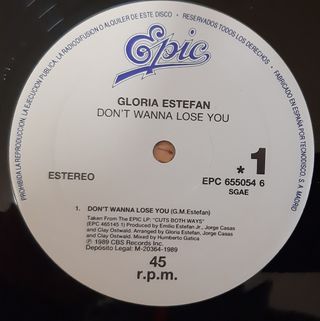 PROHIBIDA LA REPRODUCCION, LA EJECUCION PUBLICA, LA RADIODIFUSION O ALQUILER DE ESTE DISCO - RESERVADOS TODOS LOS DERECHOS
FABRICADO EN ESPAÑA POR TECNODISCO, S. A. MADRID
Epic
GLORIA ESTEFAN
DON'T WANNA LOSE YOU
* 1
ESTEREO
EPC 655054 6
SGAE
1. DON'T WANNA LOSE YOU (G.M.Estefan)
Taken From The EPIC LP: "CUTS BOTH WAYS"
(EPC 465145 1) Produced by Emilio Estefan Jr., Jorge Casas
and Clay Ostwald. Arranged by Gloria Estefan, Jorge Casas
and Clay Ostwald. Mixed by Humberto Gatica
℗ 1989 CBS Records Inc.
Depósito Legal: M-20364-1989
45
r.p.m.